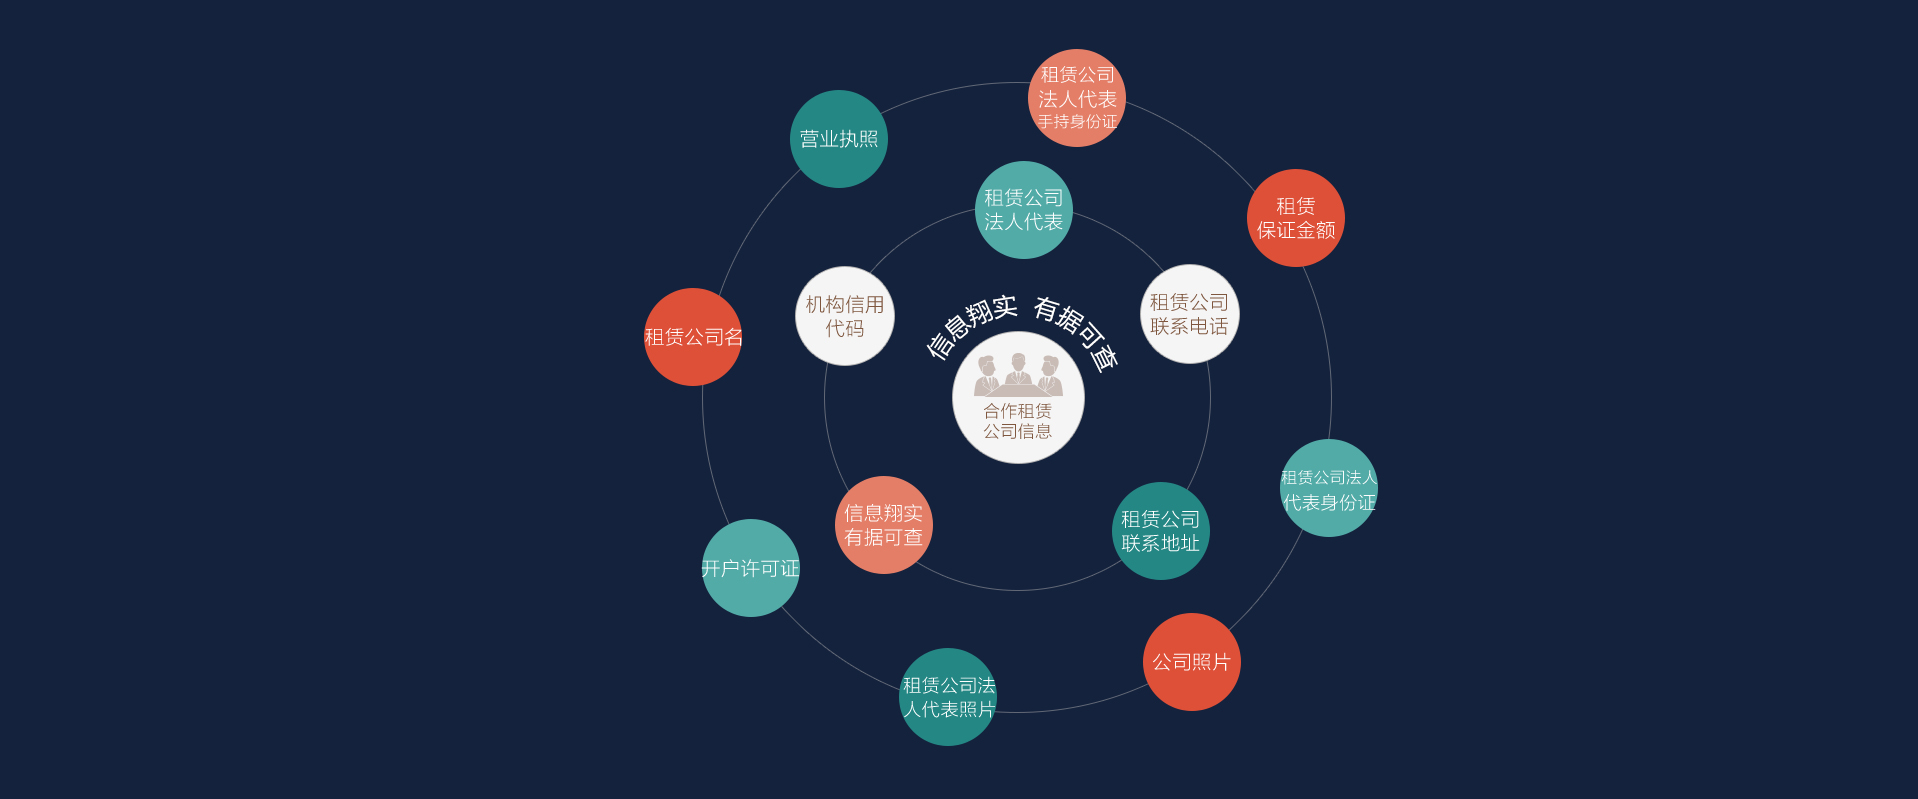 租赁公司
法人代表
手持身份证
营业执照
租赁公司
法人代表
租赁
保证金额
机构信用
代码
租赁公司
联系电话
信息翔实 有据可查
租赁公司名
合作租赁
公司信息
租赁公司法人
代表身份证
信息翔实
有据可查
租赁公司
联系地址
开户许可证
公司照片
租赁公司法
人代表照片